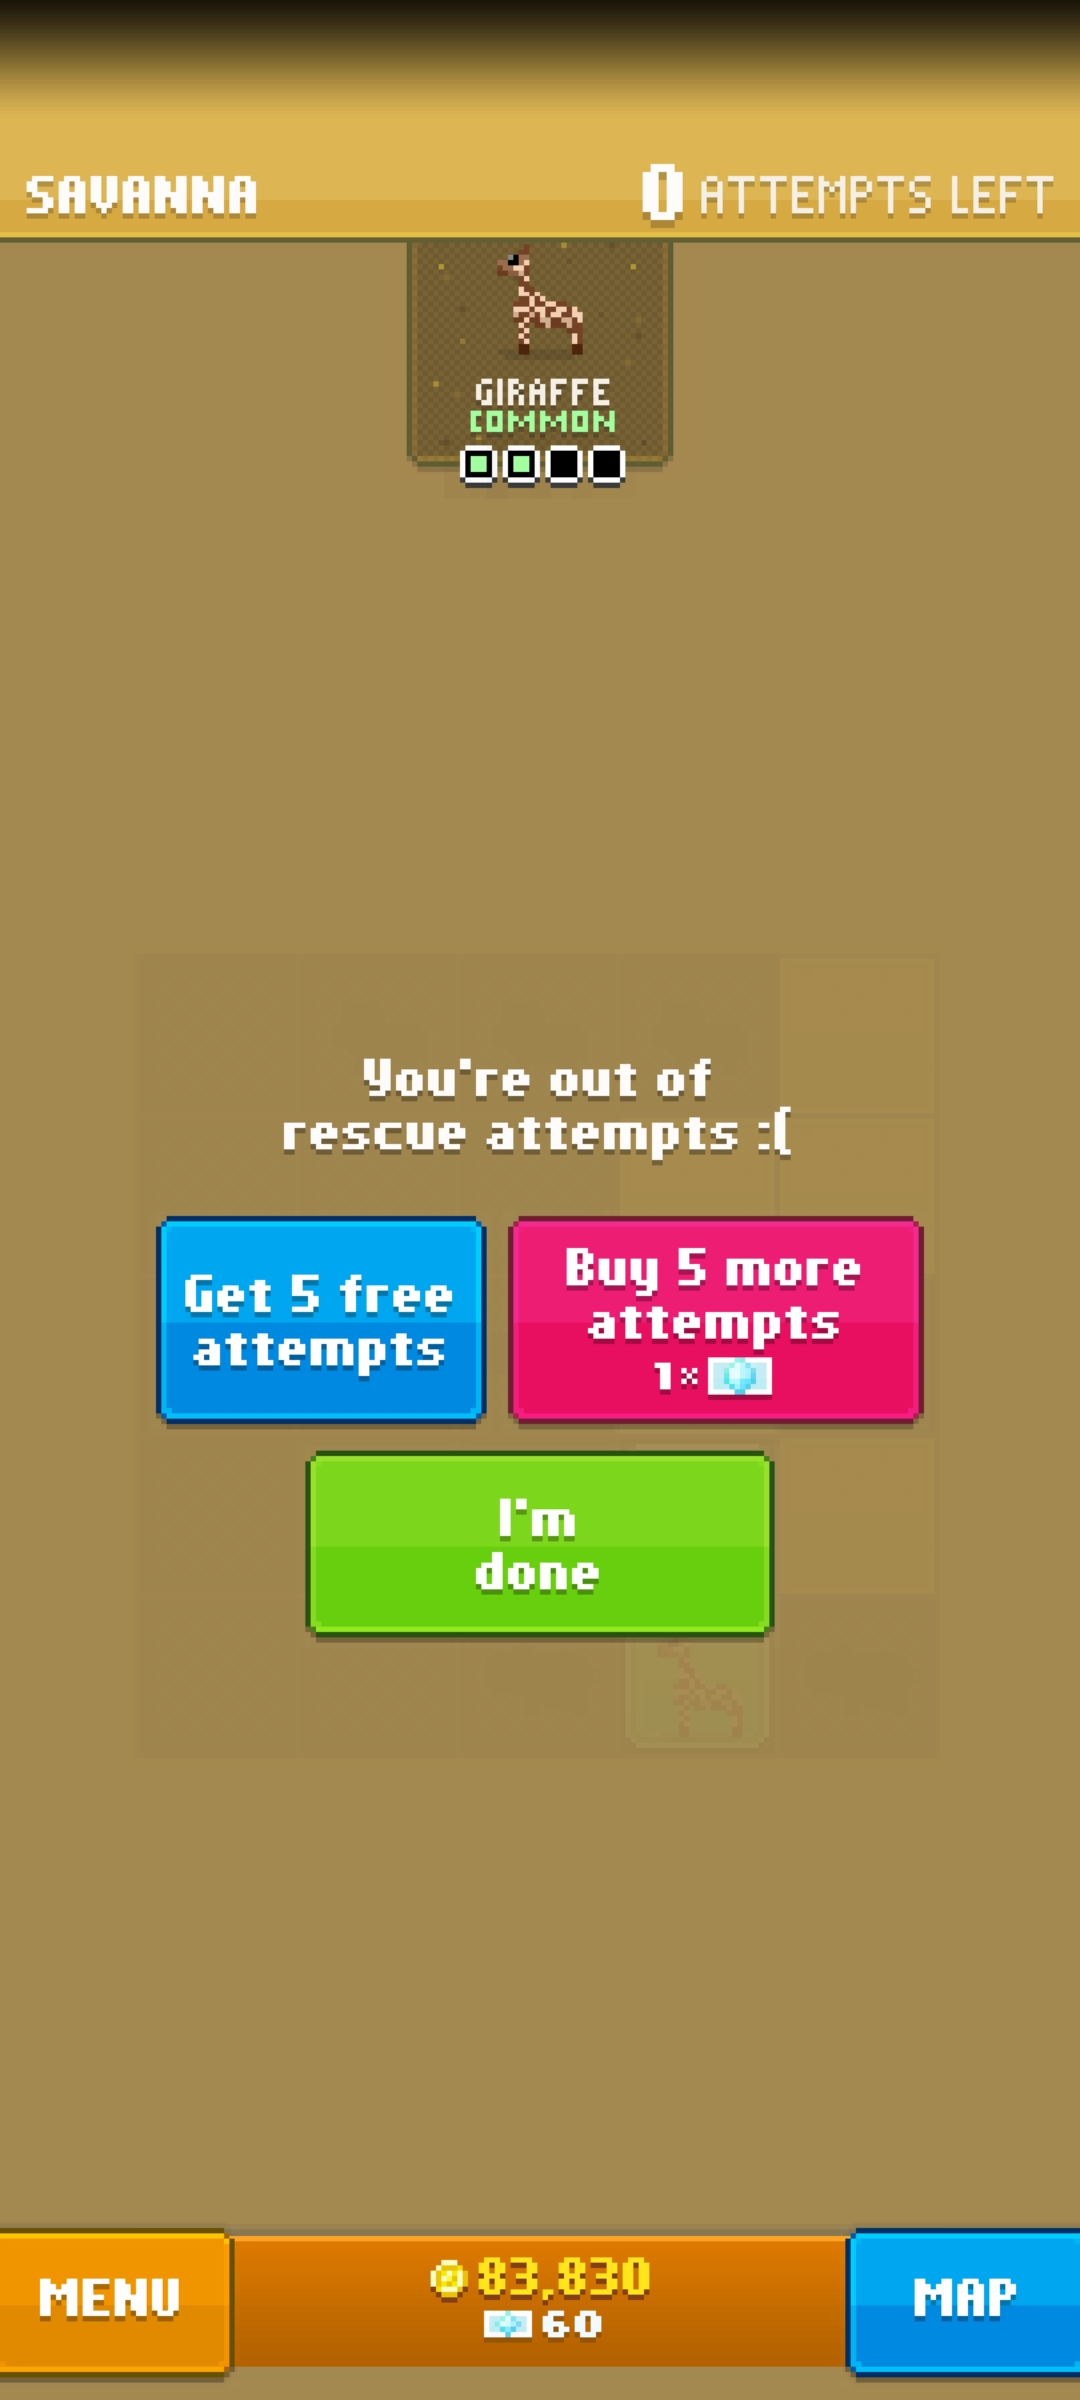 SAVANNA
0 ATTEMPTS LEFT
GIRAFFE
COMMON
You're out of
rescue attempts :(
Get 5 free
attempts
Buy 5 more
attempts
1×
I'm
done
MENU
83,830
60
MAP